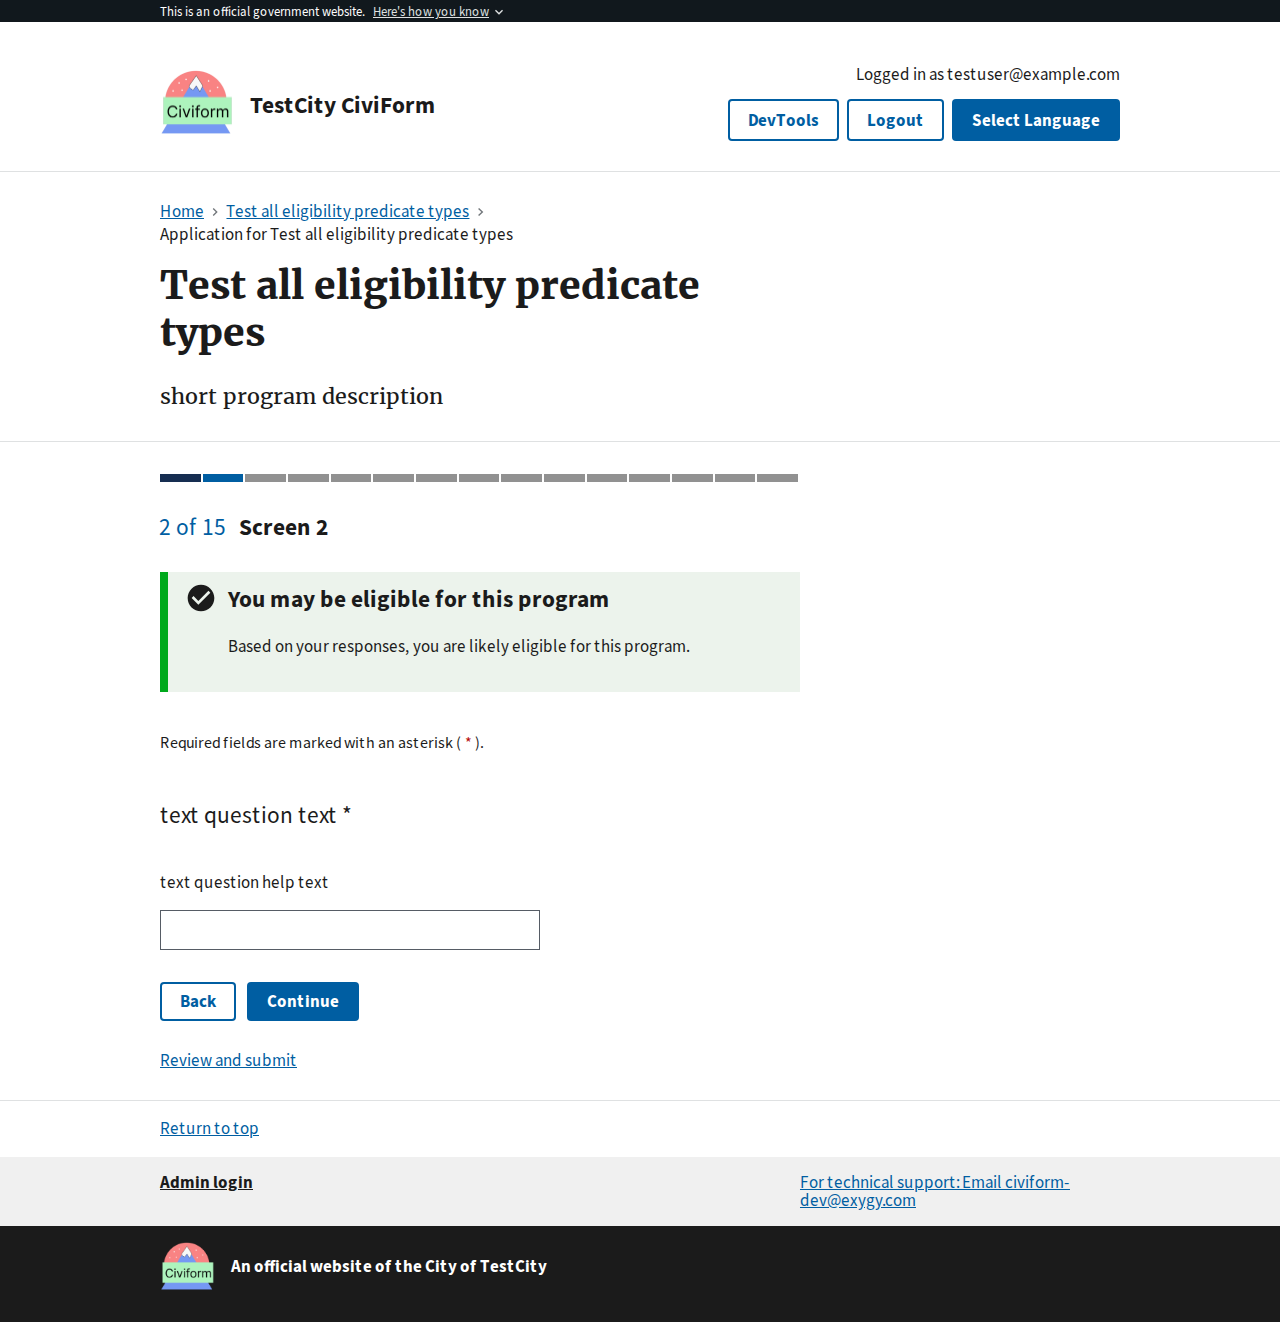 This is an official government website. Here's how you know
Logged in as testuser@example.com
Civiform
TestCity CiviForm
DevTools
Logout
Select Language
Home
Test all eligibility predicate types
Application for Test all eligibility predicate types
Test all eligibility predicate
types
short program description
2 of 15 Screen 2
You may be eligible for this program
Based on your responses, you are likely eligible for this program.
Required fields are marked with an asterisk ( * ).
text question text *
text question help text
Back
Continue
Review and submit
Return to top
Admin login
For technical support: Email civiform-
dev@exygy.com
Civiform
An official website of the City of TestCity